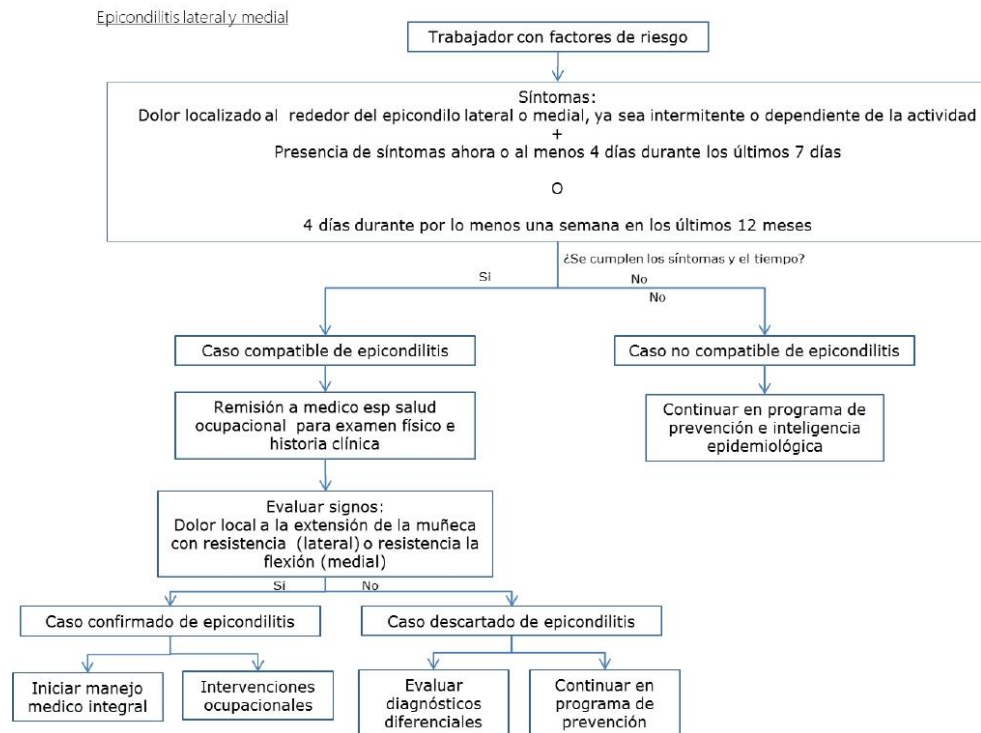 Epicondilitis lateral y medial
Trabajador con factores de riesgo
Síntomas:
Dolor localizado al rededor del epicondilo lateral o medial, ya sea intermitente o dependiente de la actividad
+
Presencia de síntomas ahora o al menos 4 días durante los últimos 7 días
O
4 días durante por lo menos una semana en los últimos 12 meses
¿Se cumplen los síntomas y el tiempo?
Si
No
No
Caso compatible de epicondilitis
Caso no compatible de epicondilitis
Remisión a medico esp salud
ocupacional para examen físico e
historia clínica
Continuar en programa de
prevención e inteligencia
epidemiológica
Evaluar signos:
Dolor local a la extensión de la muñeca
con resistencia (lateral) o resistencia la
flexión (medial)
Si
No
Caso confirmado de epicondilitis
Caso descartado de epicondilitis
Iniciar manejo
medico integral
Intervenciones
ocupacionales
Evaluar
diagnósticos
diferenciales
Continuar en
programa de
prevención